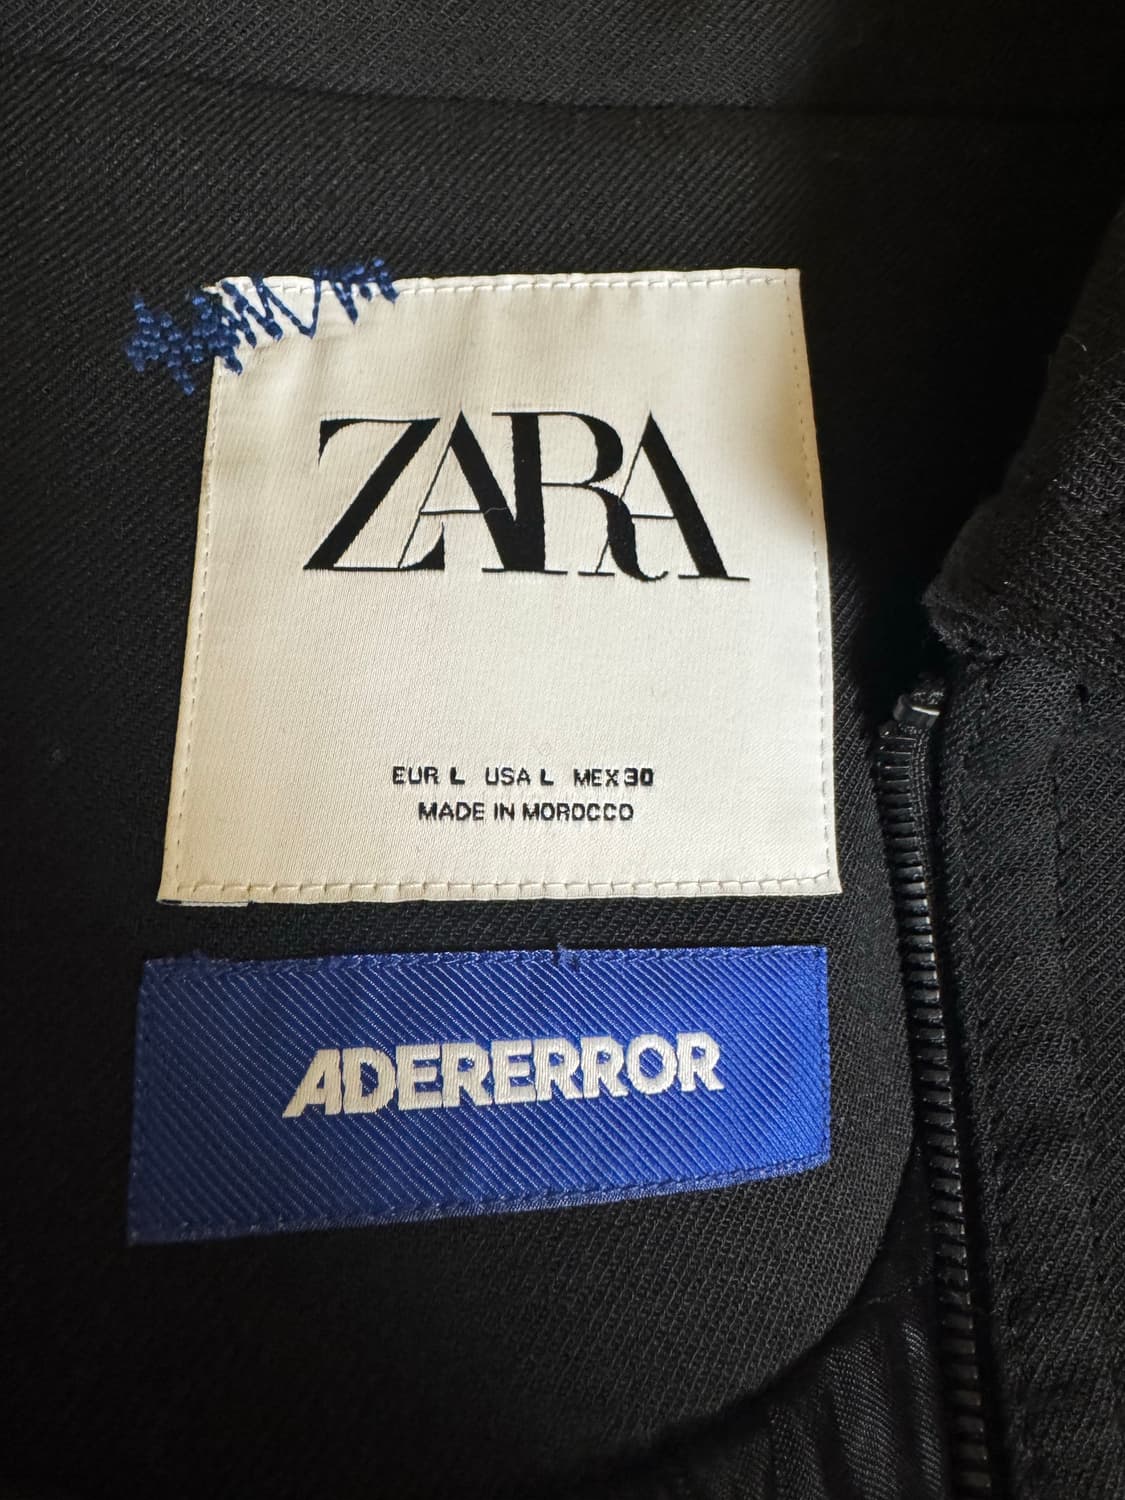 ZARA
EUR L USA L MEX 30
MADE IN MOROCCO
ADERERROR